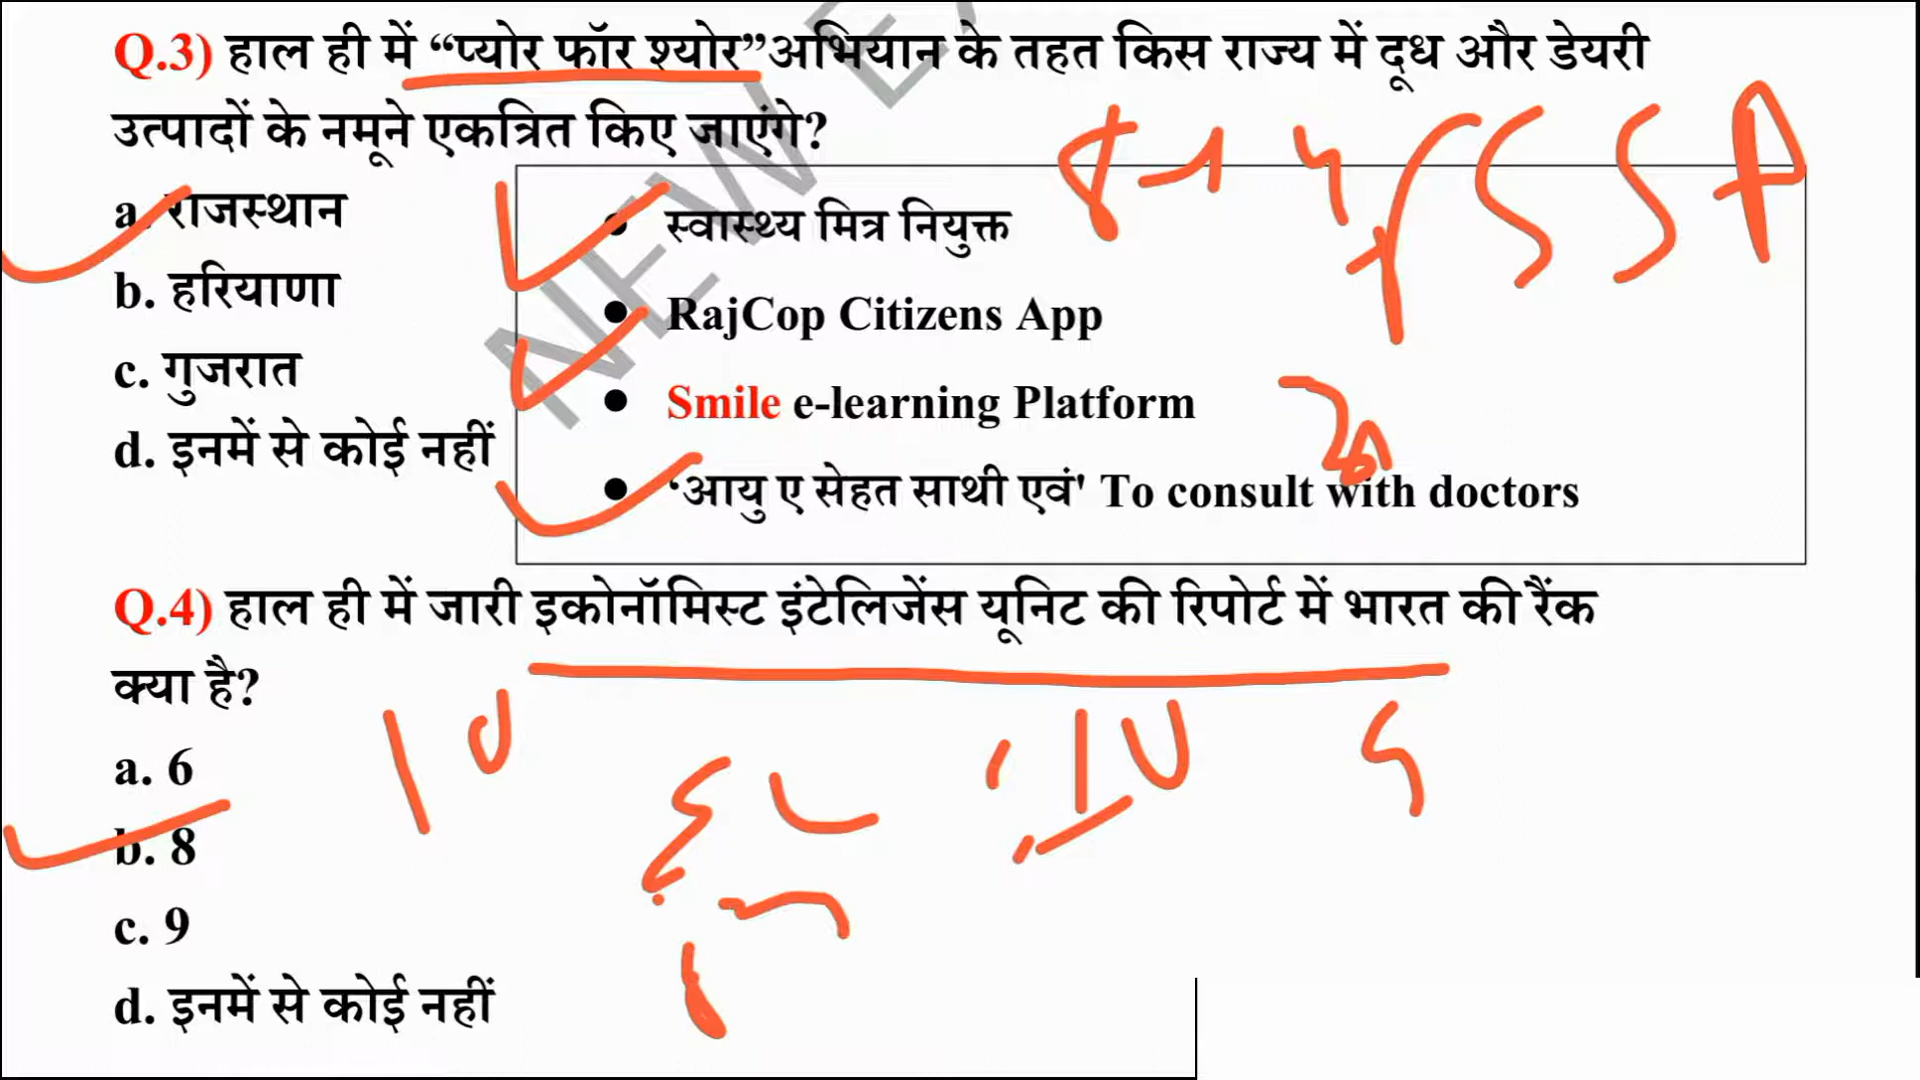 Q.3) हाल ही में “प्योर फॉर श्योर”अभियान के तहत किस राज्य में दूध और डेयरी
उत्पादों के नमूने एकत्रित किए जाएंगे?
a. राजस्थान
b. हरियाणा
c. गुजरात
d. इनमें से कोई नहीं
● स्वास्थ्य मित्र नियुक्त
● RajCop Citizens App
● Smile e-learning Platform
● ‘आयु ए सेहत साथी एवं' To consult with doctors
Q.4) हाल ही में जारी इकोनॉमिस्ट इंटेलिजेंस यूनिट की रिपोर्ट में भारत की रैंक
क्या है?
a. 6
b. 8
c. 9
d. इनमें से कोई नहीं